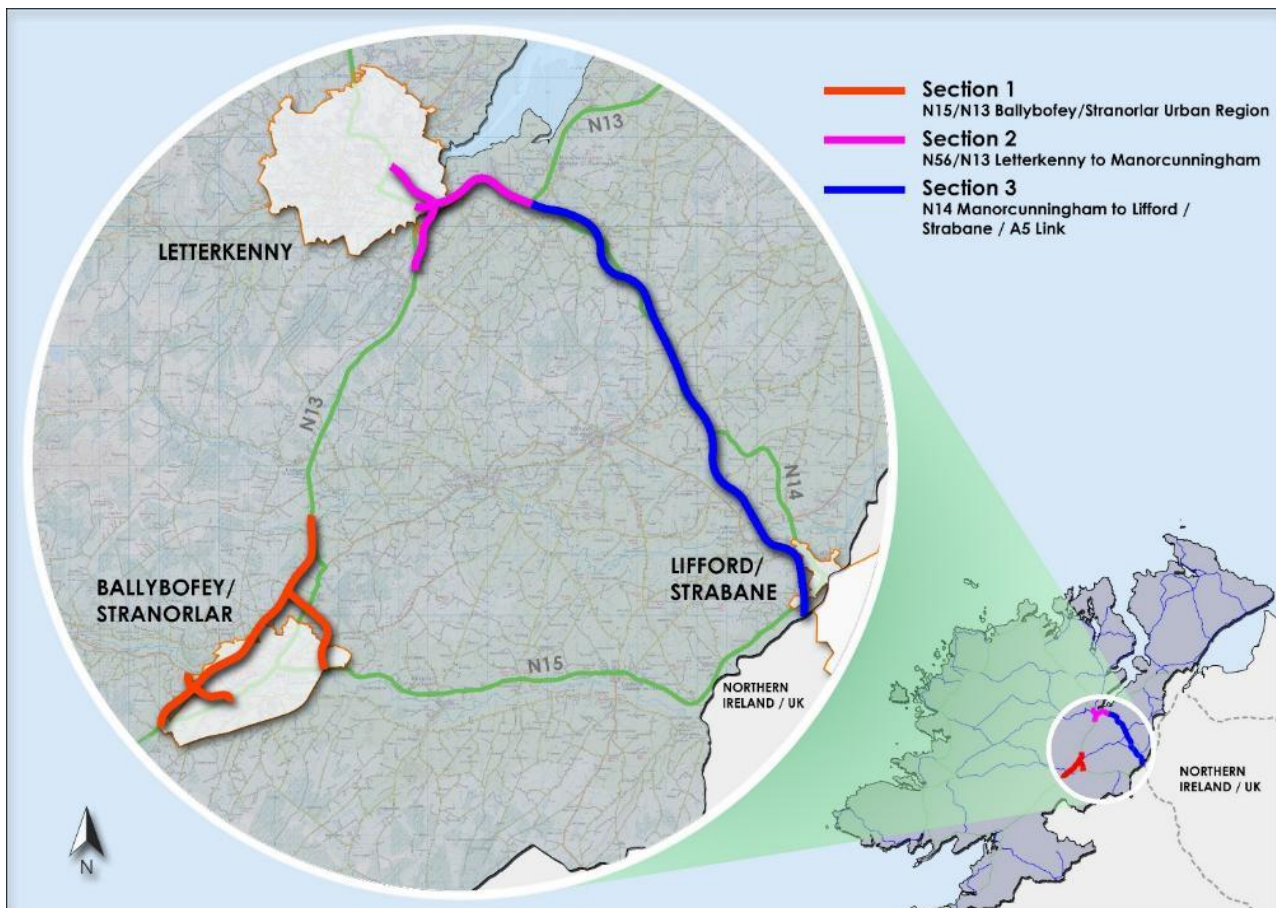 Section 1
N15/N13 Ballybofey/Stranorlar Urban Region
Section 2
N56/N13 Letterkenny to Manorcunningham
Section 3
N14 Manorcunningham to Lifford /
Strabane / A5 Link
N13
LETTERKENNY
N13
N14
BALLYBOFEY/
STRANORLAR
LIFFORD/
STRABANE
N15
NORTHERN
IRELAND / UK
NORTHERN
IRELAND / UK
N